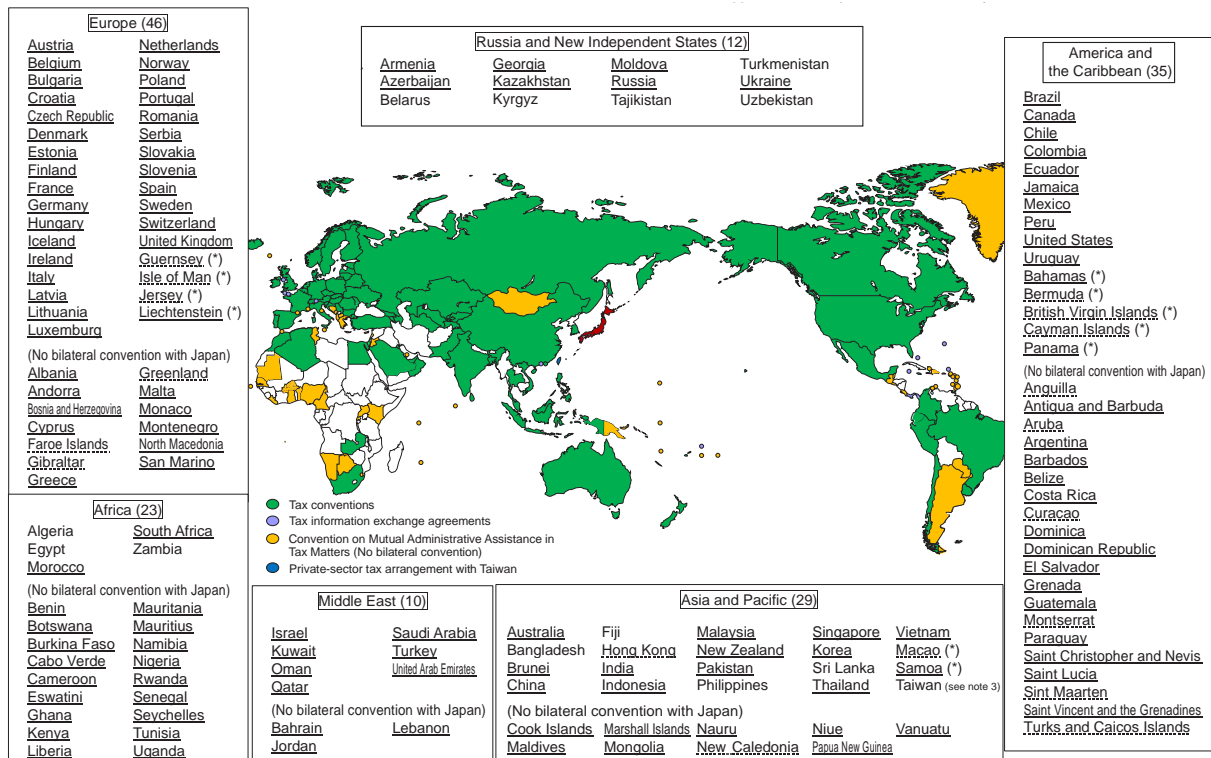 Europe (46)
Austria Netherlands
Belgium Norway
Bulgaria Poland
Croatia Portugal
Czech Republic Romania
Denmark Serbia
Estonia Slovakia
Finland Slovenia
France Spain
Germany Sweden
Hungary Switzerland
Iceland United Kingdom
Ireland Guernsey (*)
Italy Isle of Man (*)
Latvia Jersey (*)
Lithuania Liechtenstein (*)
Luxemburg
(No bilateral convention with Japan)
Albania Greenland
Andorra Malta
Bosnia and Herzegovina Monaco
Cyprus Montenegro
Faroe Islands North Macedonia
Gibraltar San Marino
Greece
Africa (23)
Algeria South Africa
Egypt Zambia
Morocco
(No bilateral convention with Japan)
Benin Mauritania
Botswana Mauritius
Burkina Faso Namibia
Cabo Verde Nigeria
Cameroon Rwanda
Eswatini Senegal
Ghana Seychelles
Kenya Tunisia
Liberia Uganda
Russia and New Independent States (12)
Armenia Georgia Moldova Turkmenistan
Azerbaijan Kazakhstan Russia Ukraine
Belarus Kyrgyz Tajikistan Uzbekistan
Tax conventions
Tax information exchange agreements
Convention on Mutual Administrative Assistance in
Tax Matters (No bilateral convention)
Private-sector tax arrangement with Taiwan
Middle East (10)
Israel Saudi Arabia
Kuwait Turkey
Oman United Arab Emirates
Qatar
(No bilateral convention with Japan)
Bahrain Lebanon
Jordan
Asia and Pacific (29)
Australia Fiji Malaysia Singapore Vietnam
Bangladesh Hong Kong New Zealand Korea Macao (*)
Brunei India Pakistan Sri Lanka Samoa (*)
China Indonesia Philippines Thailand Taiwan (see note 3)
(No bilateral convention with Japan)
Cook Islands Marshall Islands Nauru Niue Vanuatu
Maldives Mongolia New Caledonia Papua New Guinea
America and
the Caribbean (35)
Brazil
Canada
Chile
Colombia
Ecuador
Jamaica
Mexico
Peru
United States
Uruguay
Bahamas (*)
Bermuda (*)
British Virgin Islands (*)
Cayman Islands (*)
Panama (*)
(No bilateral convention with Japan)
Anguilla
Antigua and Barbuda
Aruba
Argentina
Barbados
Belize
Costa Rica
Curacao
Dominica
Dominican Republic
El Salvador
Grenada
Guatemala
Montserrat
Paraguay
Saint Christopher and Nevis
Saint Lucia
Sint Maarten
Saint Vincent and the Grenadines
Turks and Caicos Islands